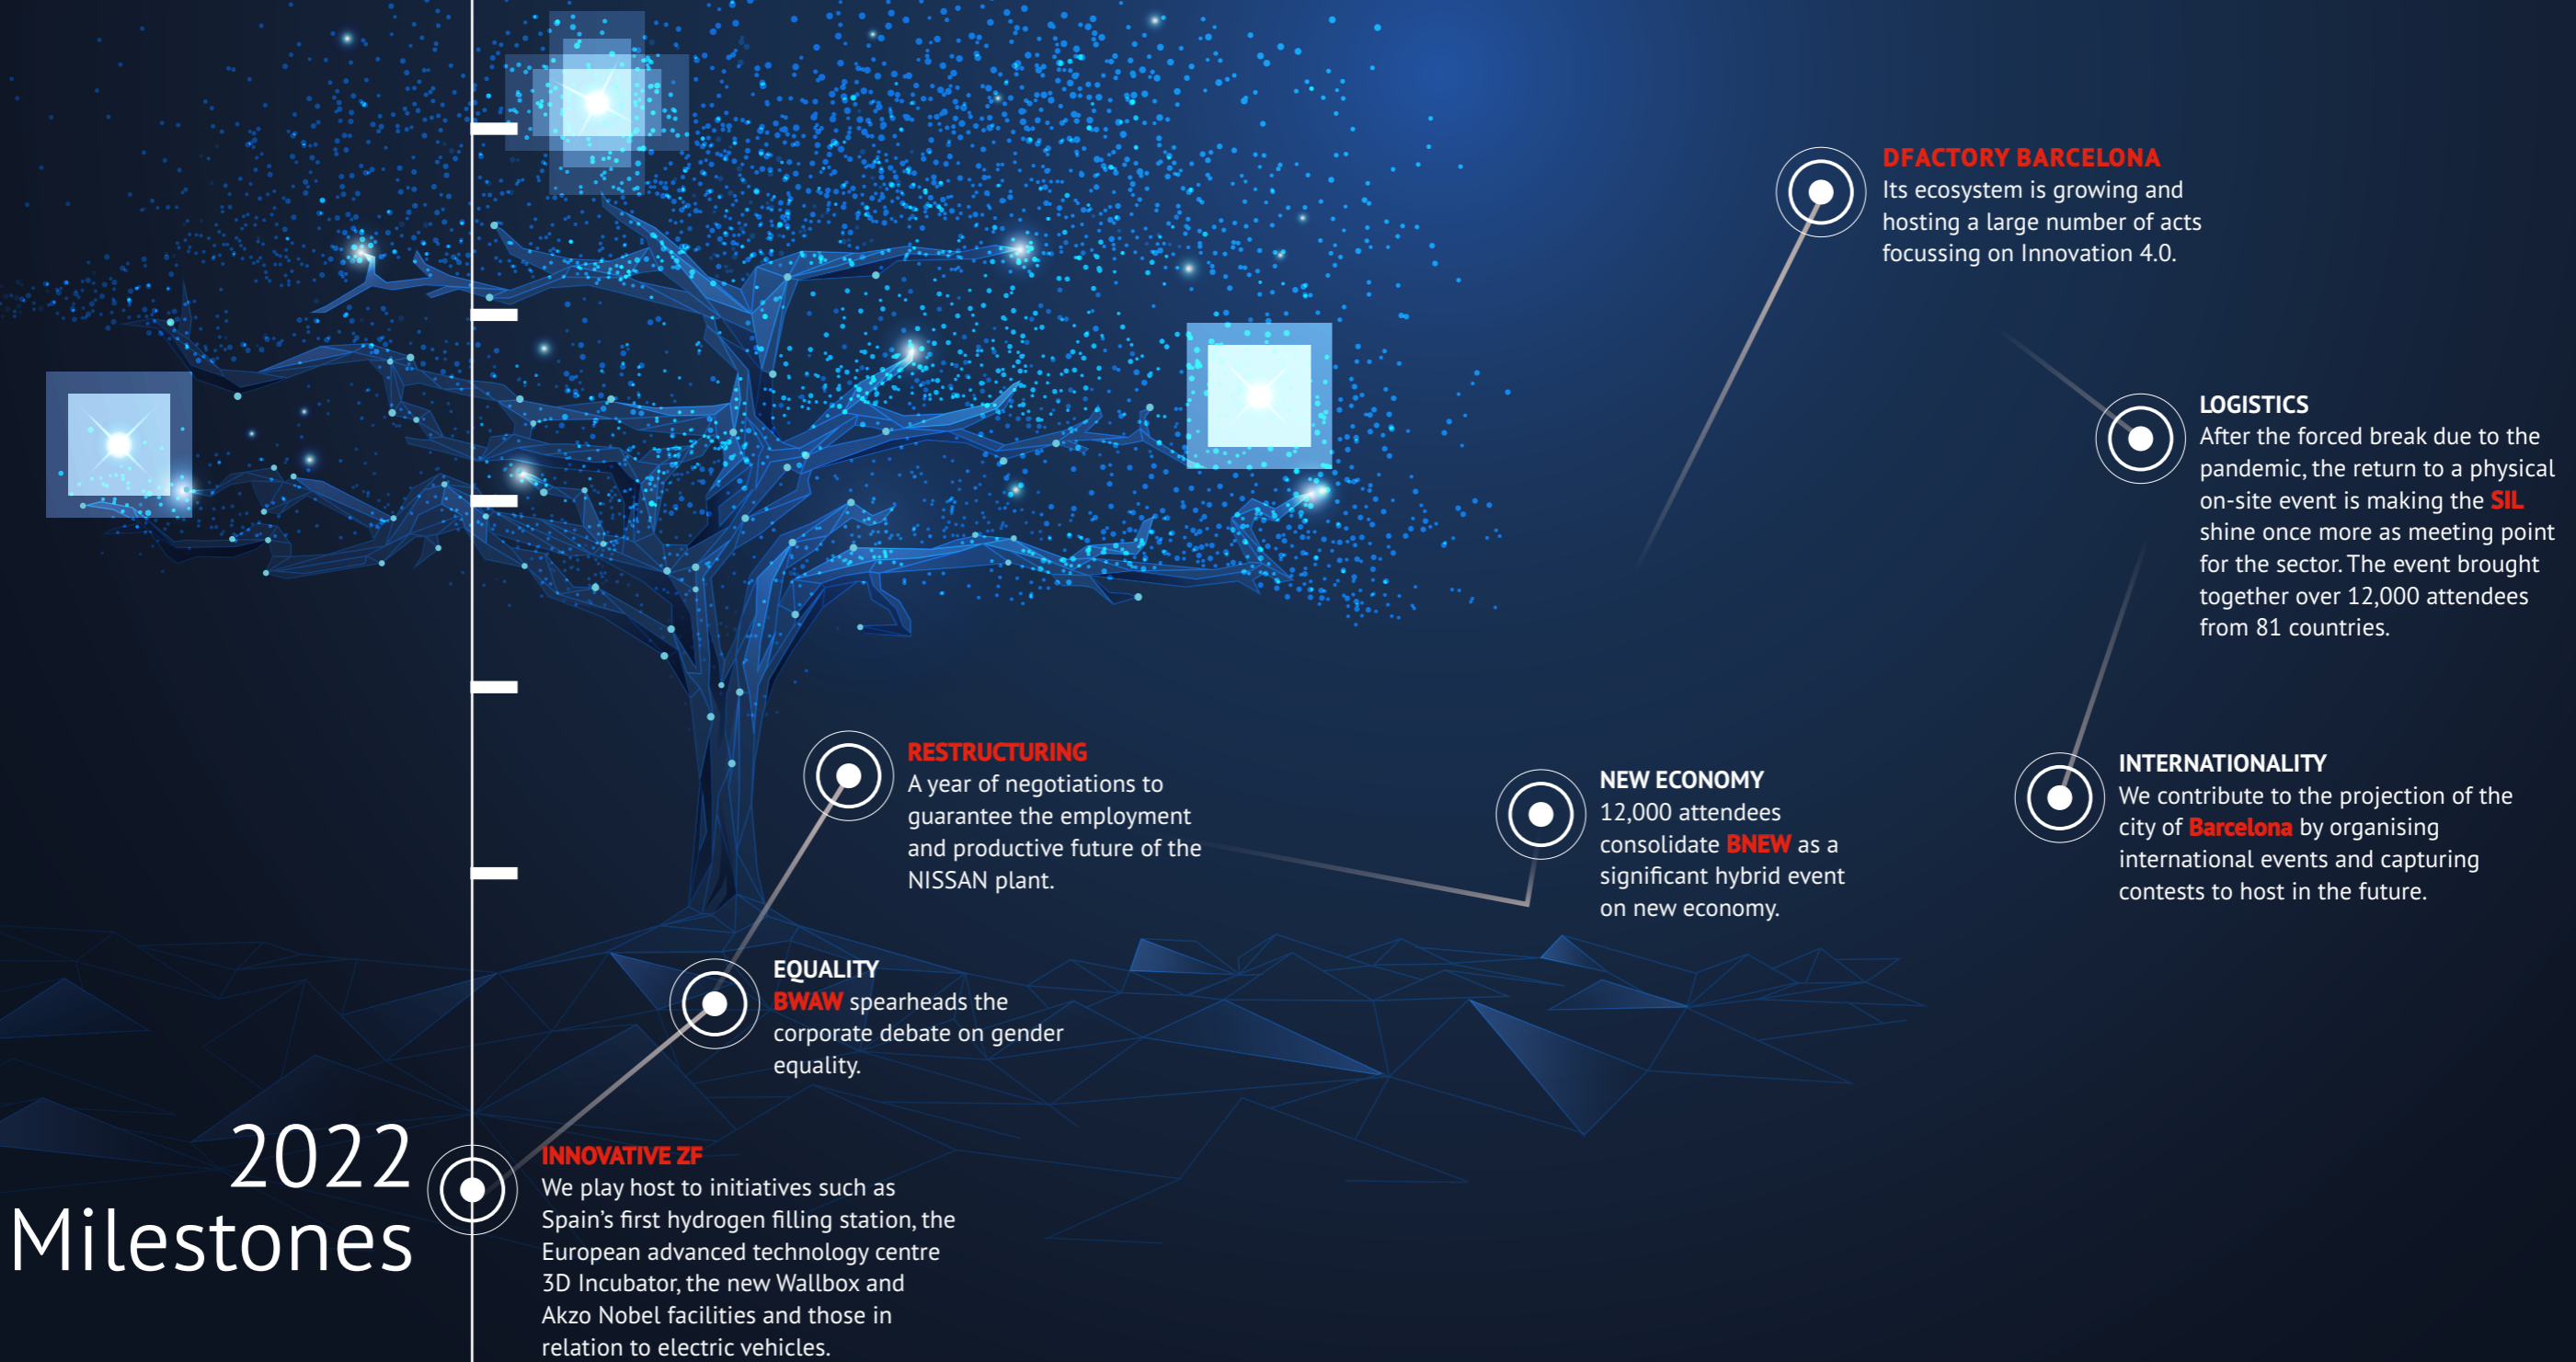 2022
Milestones
INNOVATIVE ZF
We play host to initiatives such as
Spain’s first hydrogen filling station, the
European advanced technology centre
3D Incubator, the new Wallbox and
Akzo Nobel facilities and those in
relation to electric vehicles.
EQUALITY
BWAW spearheads the
corporate debate on gender
equality.
RESTRUCTURING
A year of negotiations to
guarantee the employment
and productive future of the
NISSAN plant.
NEW ECONOMY
12,000 attendees
consolidate BNEW as a
significant hybrid event
on new economy.
DFACTORY BARCELONA
Its ecosystem is growing and
hosting a large number of acts
focussing on Innovation 4.0.
LOGISTICS
After the forced break due to the
pandemic, the return to a physical
on-site event is making the SIL
shine once more as meeting point
for the sector. The event brought
together over 12,000 attendees
from 81 countries.
INTERNATIONALITY
We contribute to the projection of the
city of Barcelona by organising
international events and capturing
contests to host in the future.